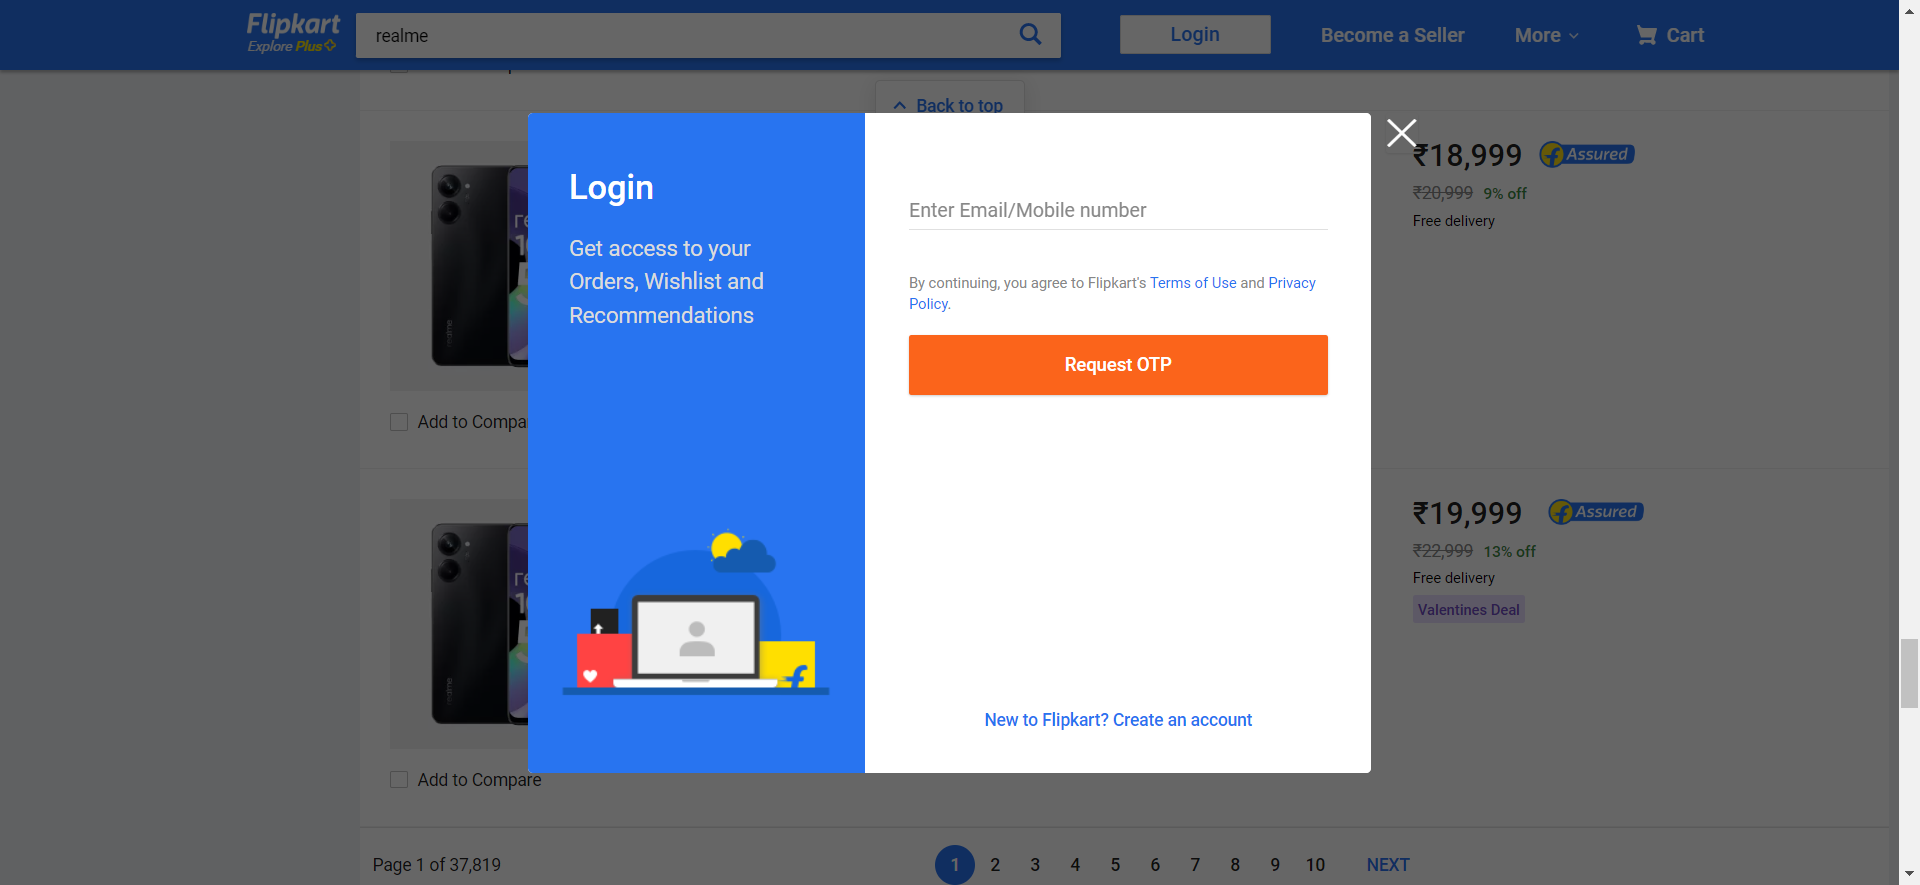 Flipkart
Explore Plus
realme
Login
Become a Seller
More
Cart
Back to top
Login
Get access to your
Orders, Wishlist and
Recommendations
Enter Email/Mobile number
By continuing, you agree to Flipkart's Terms of Use and Privacy
Policy.
Request OTP
New to Flipkart? Create an account
₹18,999 Assured
₹20,999 9% off
Free delivery
Add to Compa
₹19,999 Assured
₹22,999 13% off
Free delivery
Valentines Deal
realme
realme
Add to Compare
Page 1 of 37,819
1 2 3 4 5 6 7 8 9 10 NEXT